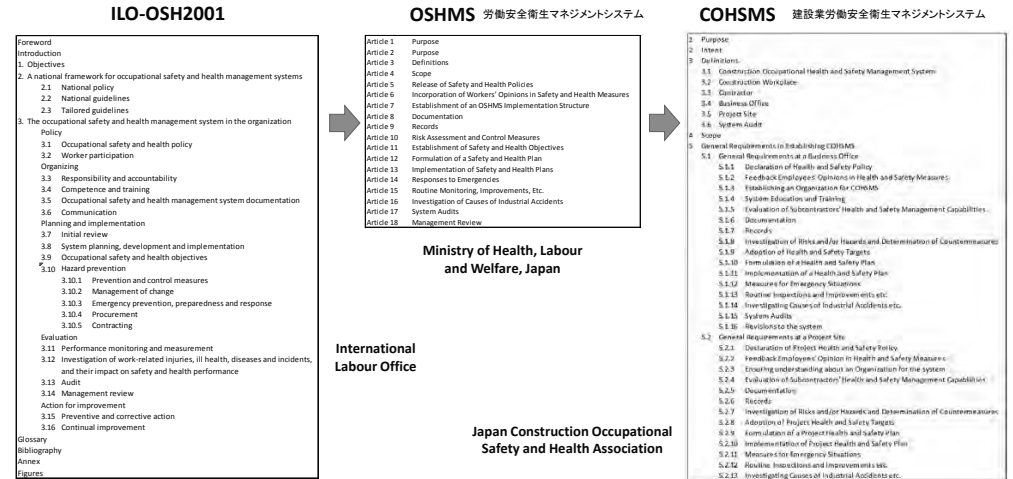 ILO-OSH2001
Foreword
Introduction
1. Objectives
2. A national framework for occupational safety and health management systems
2.1 National policy
2.2 National guidelines
2.3 Tailored guidelines
3. The occupational safety and health management system in the organization
Policy
3.1 Occupational safety and health policy
3.2 Worker participation
Organizing
3.3 Responsibility and accountability
3.4 Competence and training
3.5 Occupational safety and health management system documentation
3.6 Communication
Planning and implementation
3.7 Initial review
3.8 System planning, development and implementation
3.9 Occupational safety and health objectives
3.10 Hazard prevention
3.10.1 Prevention and control measures
3.10.2 Management of change
3.10.3 Emergency prevention, preparedness and response
3.10.4 Procurement
3.10.5 Contracting
Evaluation
3.11 Performance monitoring and measurement
3.12 Investigation of work-related injuries, ill health, diseases and incidents,
and their impact on safety and health performance
3.13 Audit
3.14 Management review
Action for improvement
3.15 Preventive and corrective action
3.16 Continual improvement
Glossary
Bibliography
Annex
Figures
International
Labour Office
OSHMS 労働安全衛生マネジメントシステム
Article 1 Purpose
Article 2 Purpose
Article 3 Definitions
Article 4 Scope
Article 5 Release of Safety and Health Policies
Article 6 Incorporation of Workers' Opinions in Safety and Health Measures
Article 7 Establishment of an OSHMS Implementation Structure
Article 8 Documentation
Article 9 Records
Article 10 Risk Assessment and Control Measures
Article 11 Establishment of Safety and Health Objectives
Article 12 Formulation of a Safety and Health Plan
Article 13 Implementation of Safety and Health Plans
Article 14 Responses to Emergencies
Article 15 Routine Monitoring, Improvements, Etc.
Article 16 Investigation of Causes of Industrial Accidents
Article 17 System Audits
Article 18 Management Review
Ministry of Health, Labour
and Welfare, Japan
COHSMS 建設業労働安全衛生マネジメントシステム
1 Purpose
2 Intent
3 Definitions
3.1 Construction Occupational Health and Safety Management System
3.2 Construction Workplace
3.3 Contractor
3.4 Business Office
3.5 Project Site
3.6 System Audit
4 Scope
5 General Requirements in Establishing COHSMS
5.1 General Requirements at a Business Office
5.1.1 Declaration of Health and Safety Policy
5.1.2 Feedback Employees' Opinions in Health and Safety Measures
5.1.3 Establishing an Organization for COHSMS
5.1.4 System Education and Training
5.1.5 Evaluation of Subcontractors' Health and Safety Management Capabilities
5.1.6 Documentation
5.1.7 Records
5.1.8 Investigation of Risks and/or Hazards and Determination of Countermeasures
5.1.9 Adoption of Health and Safety Targets
5.1.10 Formulation of a Health and Safety Plan
5.1.11 Implementation of a Health and Safety Plan
5.1.12 Measures for Emergency Situations
5.1.13 Routine Inspections and Improvements etc.
5.1.14 Investigating Causes of Industrial Accidents etc.
5.1.15 System Audits
5.1.16 Revisions to the system
5.2 General Requirements at a Project Site
5.2.1 Declaration of Project Health and Safety Policy
5.2.2 Feedback Employees' Opinion in Health and Safety Measures
5.2.3 Ensuring understanding about an Organization for the system
5.2.4 Evaluation of Subcontractors' Health and Safety Management Capabilities
5.2.5 Documentation
5.2.6 Records
5.2.7 Investigation of Risks and/or Hazards and Determination of Countermeasures
5.2.8 Adoption of Project Health and Safety Targets
5.2.9 Formulation of a Project Health and Safety Plan
5.2.10 Implementation of Project Health and Safety Plan
5.2.11 Measures for Emergency Situations
5.2.12 Routine Inspections and Improvements etc.
5.2.13 Investigating Causes of Industrial Accidents etc.
Japan Construction Occupational
Safety and Health Association